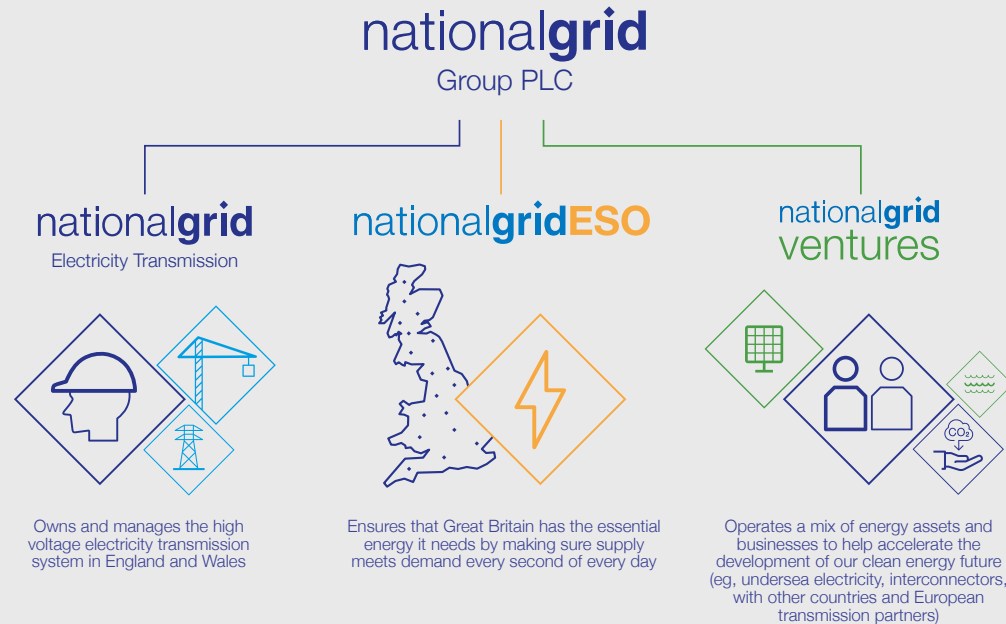 nationalgrid
Group PLC
nationalgrid
Electricity Transmission
nationalgridESO
nationalgrid
ventures
CO₂
Owns and manages the high
voltage electricity transmission
system in England and Wales
Ensures that Great Britain has the essential
energy it needs by making sure supply
meets demand every second of every day
Operates a mix of energy assets and
businesses to help accelerate the
development of our clean energy future
(eg, undersea electricity, interconnectors,
with other countries and European
transmission partners)